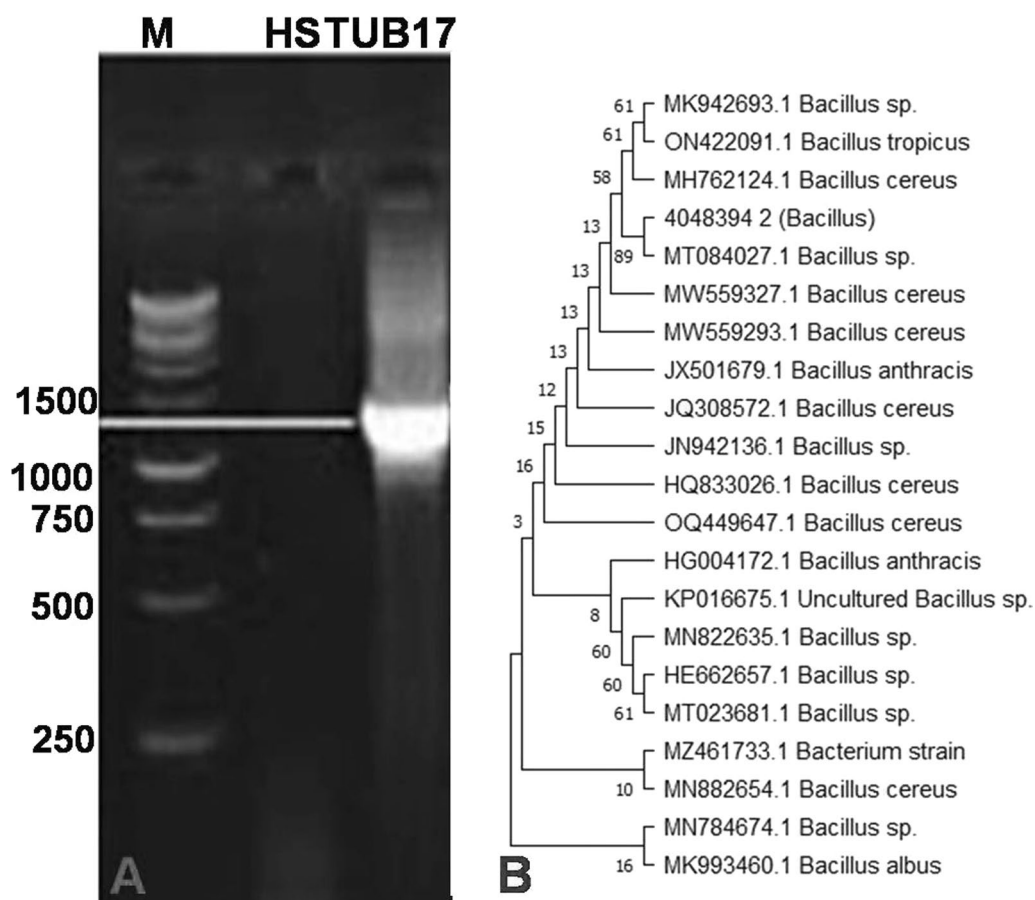 M HSTUB17
1500
1000
750
500
250
A
61 MK942693.1 Bacillus sp.
61 ON422091.1 Bacillus tropicus
58 MH762124.1 Bacillus cereus
4048394 2 (Bacillus)
13
89 MT084027.1 Bacillus sp.
13 MW559327.1 Bacillus cereus
13 MW559293.1 Bacillus cereus
13 JX501679.1 Bacillus anthracis
12 JQ308572.1 Bacillus cereus
15 JN942136.1 Bacillus sp.
16 HQ833026.1 Bacillus cereus
3 OQ449647.1 Bacillus cereus
HG004172.1 Bacillus anthracis
8 KP016675.1 Uncultured Bacillus sp.
60 MN822635.1 Bacillus sp.
60 HE662657.1 Bacillus sp.
61 MT023681.1 Bacillus sp.
MZ461733.1 Bacterium strain
10 MN882654.1 Bacillus cereus
MN784674.1 Bacillus sp.
16 MK993460.1 Bacillus albus
B